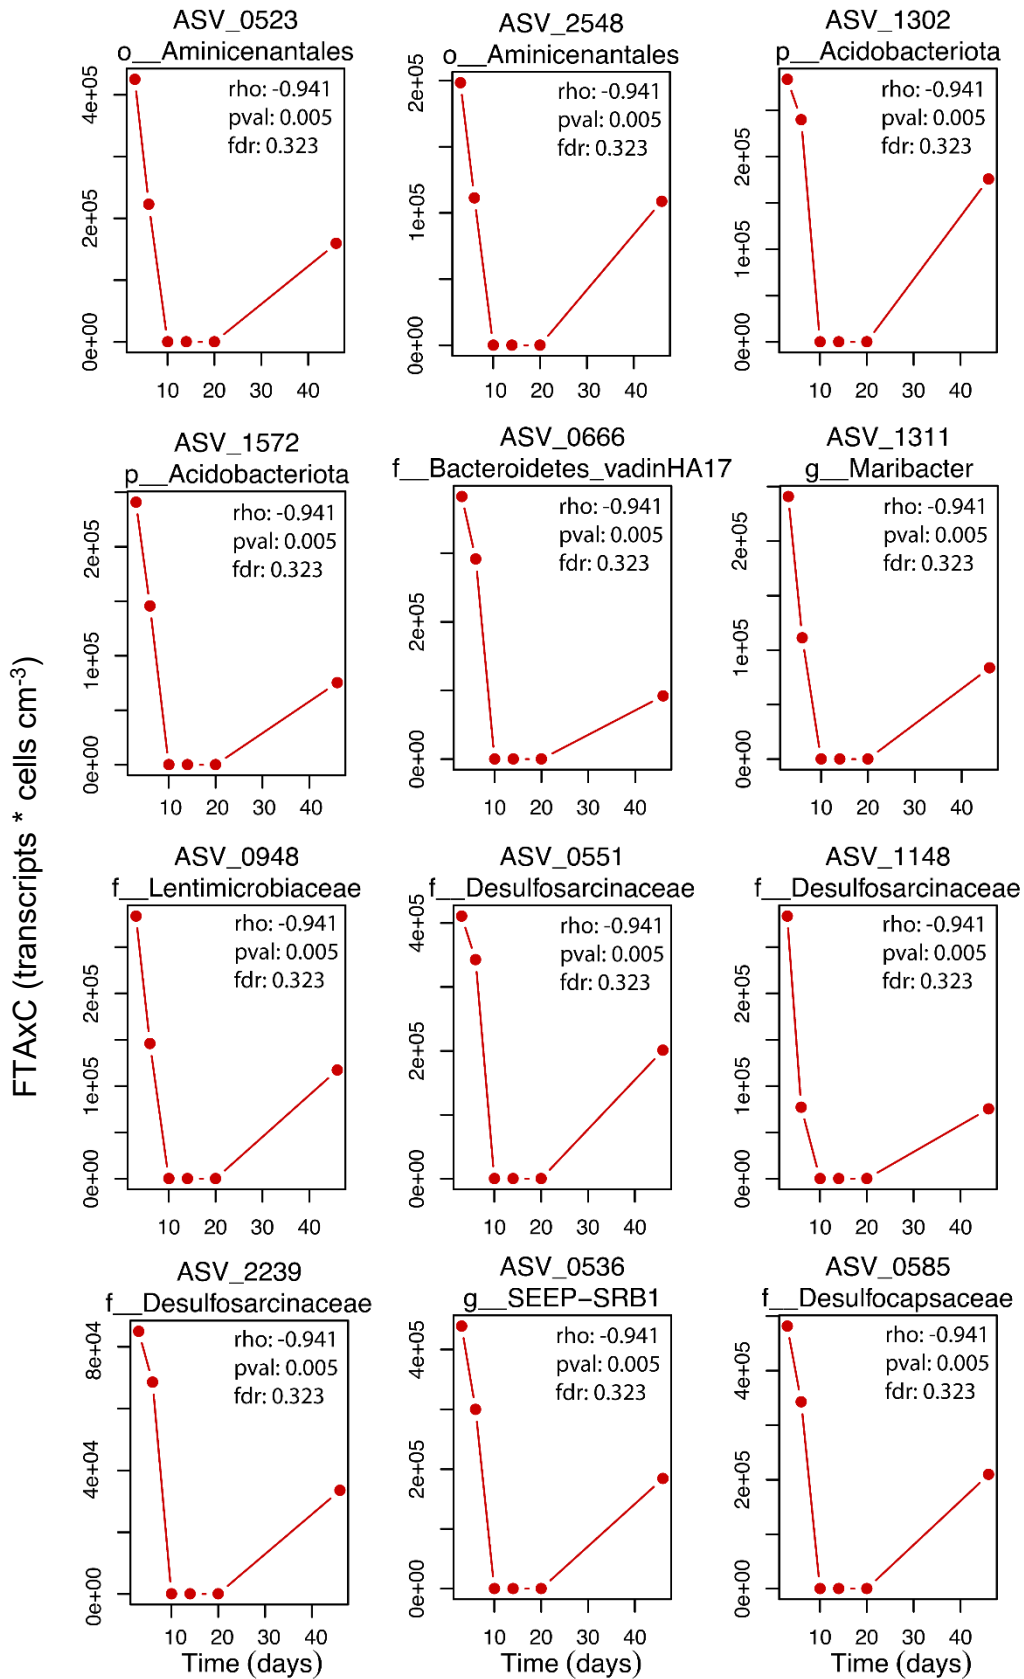 FTAxC (transcripts * cells cm-3)
ASV_0523
o__Aminicenantales
rho: -0.941
pval: 0.005
fdr: 0.323
0e+00 2e+05 4e+05
10 20 30 40
ASV_2548
o__Aminicenantales
rho: -0.941
pval: 0.005
fdr: 0.323
0e+00 1e+05 2e+05
10 20 30 40
ASV_1302
p__Acidobacteriota
rho: -0.941
pval: 0.005
fdr: 0.323
0e+00 1e+05 2e+05
10 20 40
ASV_1572
p__Acidobacteriota
rho: -0.941
pval: 0.005
fdr: 0.323
0e+00 1e+05 2e+05
10 20 40
ASV_0666
f__Bacteroidetes_vadinHA17
rho: -0.941
pval: 0.005
fdr: 0.323
0e+00 2e+05
10 20 40
ASV_1311
g__Maribacter
rho: -0.941
pval: 0.005
fdr: 0.323
0e+00 1e+05 2e+05
10 20 40
ASV_0948
f__Lentimicrobiaceae
rho: -0.941
pval: 0.005
fdr: 0.323
0e+00 1e+05 2e+05
10 20 40
ASV_0551
f__Desulfosarcinaceae
rho: -0.941
pval: 0.005
fdr: 0.323
0e+00 2e+05 4e+05
10 20 40
ASV_1148
f__Desulfosarcinaceae
rho: -0.941
pval: 0.005
fdr: 0.323
0e+00 1e+05 2e+05
10 20 40
ASV_2239
f__Desulfosarcinaceae
rho: -0.941
pval: 0.005
fdr: 0.323
0e+00 4e+04 8e+04
10 20 30 40
Time (days)
ASV_0536
g__SEEP−SRB1
rho: -0.941
pval: 0.005
fdr: 0.323
0e+00 2e+05 4e+05
10 20 40
Time (days)
ASV_0585
f__Desulfocapsaceae
rho: -0.941
pval: 0.005
fdr: 0.323
0e+00 2e+05 4e+05
10 20 40
Time (days)